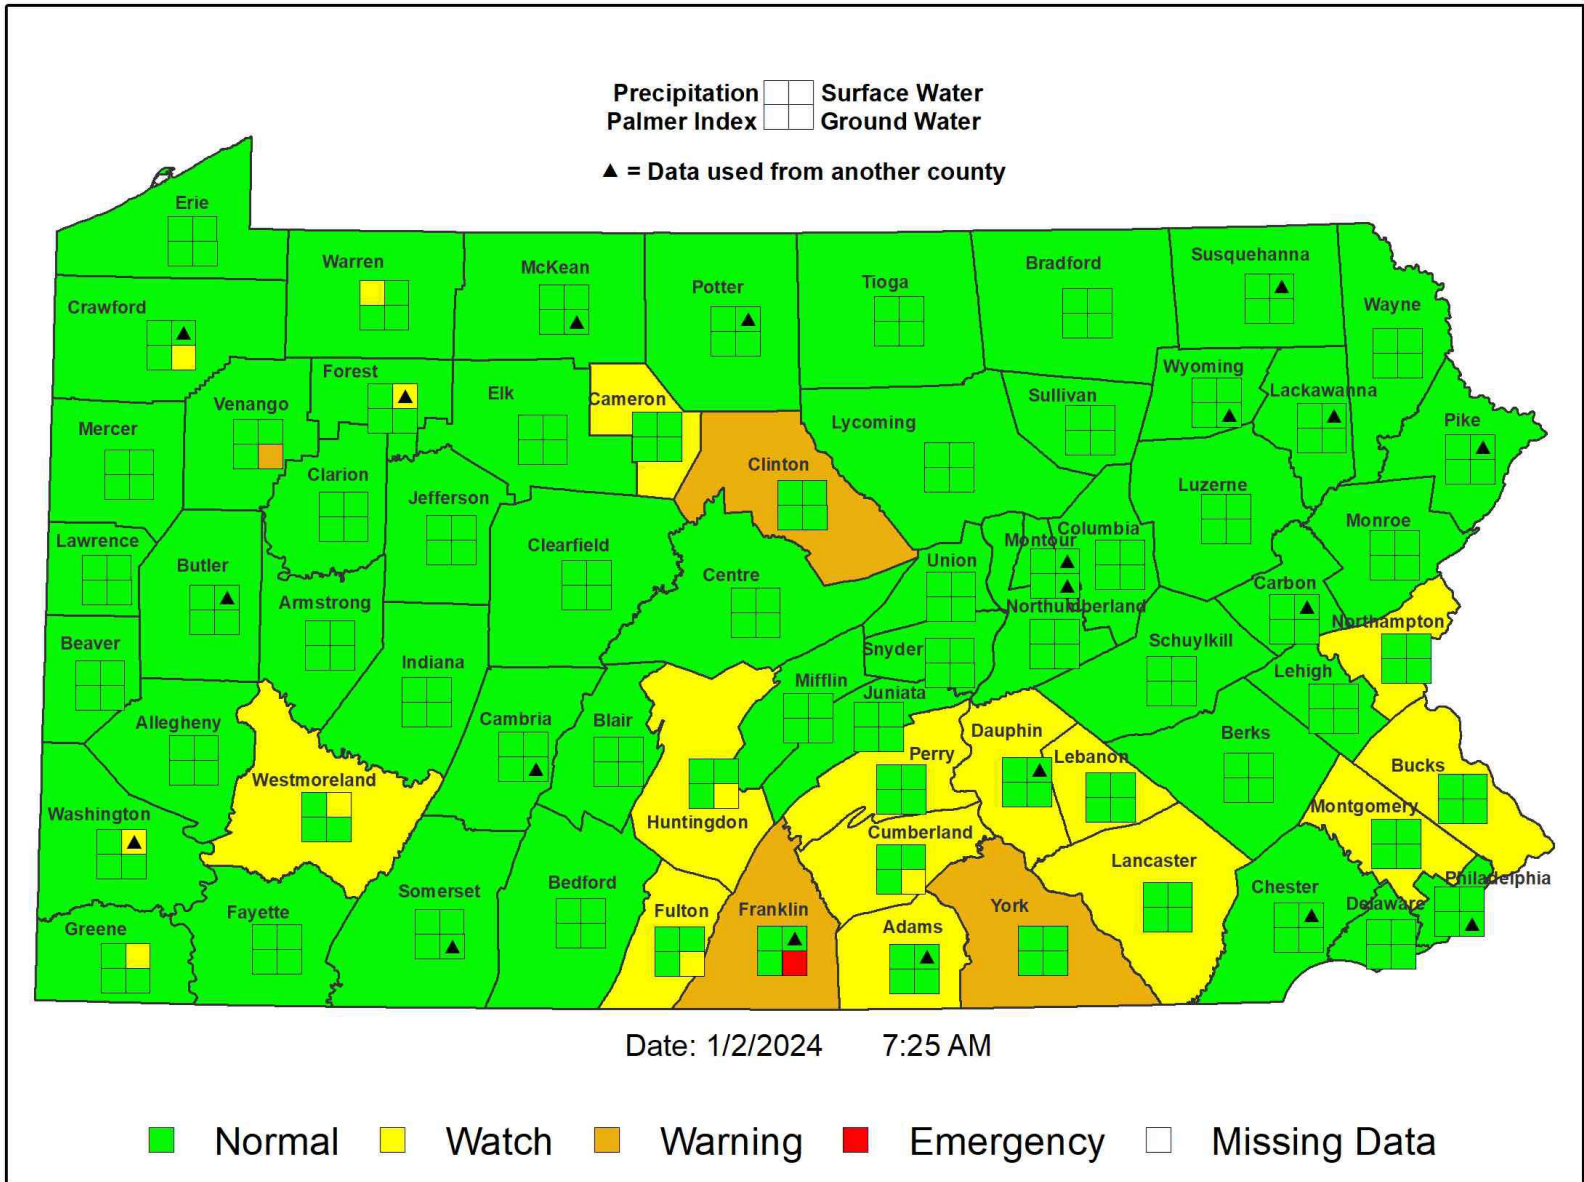 Precipitation Surface Water
Palmer Index Ground Water
▲ = Data used from another county
Erie
Warren
McKean
Potter
Tioga
Bradford
Susquehanna
Wayne
Crawford
Forest
Elk
Cameron
Venango
Mercer
Clarion
Jefferson
Clinton
Lycoming
Sullivan
Wyoming
Lackawanna
Pike
Luzerne
Monroe
Lawrence
Butler
Armstrong
Clearfield
Centre
Union
Montour
Columbia
Northumberland
Carbon
Northampton
Beaver
Indiana
Snyder
Schuylkill
Lehigh
Mifflin
Juniata
Allegheny
Cambria
Blair
Dauphin
Perry
Lebanon
Berks
Bucks
Westmoreland
Washington
Huntingdon
Cumberland
Montgomery
Lancaster
Chester
Philadelphia
Delaware
Somerset
Bedford
Fulton
Franklin
Adams
York
Fayette
Greene
Date: 1/2/2024 7:25 AM
Normal Watch Warning Emergency Missing Data